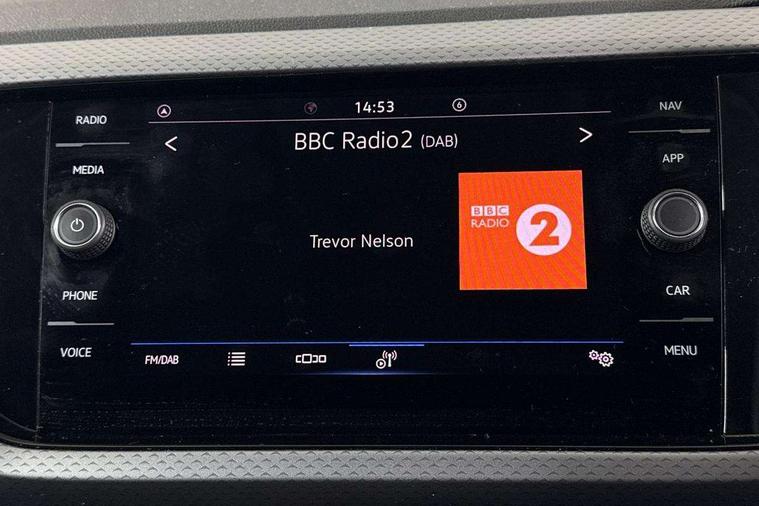 RADIO
MEDIA
PHONE
VOICE
14:53
6
< BBC Radio2 (DAB) >
Trevor Nelson
BBC
RADIO
2
FM/DAB
NAV
APP
CAR
MENU